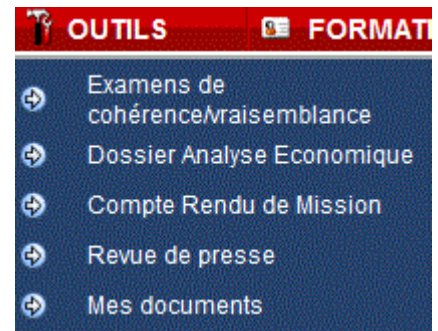 OUTILS FORMATI
Examens de
cohérence/vraisemblance
Dossier Analyse Economique
Compte Rendu de Mission
Revue de presse
Mes documents